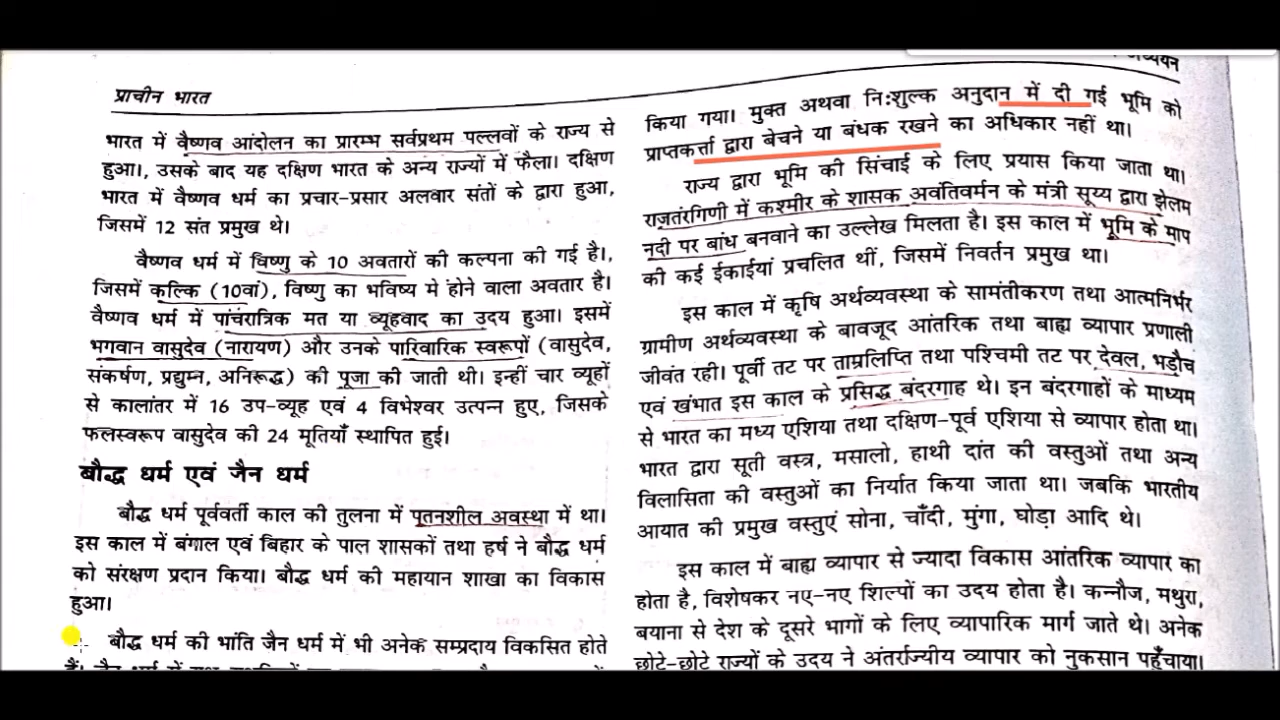 प्राचीन भारत
अध्ययन
भारत में वैष्णव आंदोलन का प्रारम्भ सर्वप्रथम पल्लवों के राज्य से
हुआ।, उसके बाद यह दक्षिण भारत के अन्य राज्यों में फैला। दक्षिण
भारत में वैष्णव धर्म का प्रचार-प्रसार अलवार संतों के द्वारा हुआ,
जिसमें 12 संत प्रमुख थे।
वैष्णव धर्म में विष्णु के 10 अवतारों की कल्पना की गई है।,
जिसमें कल्कि (10वां), विष्णु का भविष्य मे होने वाला अवतार है।
वैष्णव धर्म में पांचरात्रिक मत या व्यूहवाद का उदय हुआ। इसमें
भगवान वासुदेव (नारायण) और उनके पारिवारिक स्वरूपों (वासुदेव,
संकर्षण, प्रद्युम्न, अनिरूद्ध) की पूजा की जाती थी। इन्हीं चार व्यूहों
से कालांतर में 16 उप-व्यूह एवं 4 विभेश्वर उत्पन्न हुए, जिसके
फलस्वरूप वासुदेव की 24 मूतियाँ स्थापित हुई।
बौद्ध धर्म एवं जैन धर्म
बौद्ध धर्म पूर्ववर्ती काल की तुलना में पतनशील अवस्था में था।
इस काल में बंगाल एवं बिहार के पाल शासकों तथा हर्ष ने बौद्ध धर्म
को संरक्षण प्रदान किया। बौद्ध धर्म की महायान शाखा का विकास
हुआ।
बौद्ध धर्म की भांति जैन धर्म में भी अनेक सम्प्रदाय विकसित होते
किया गया। मुक्त अथवा नि:शुल्क अनुदान में दी गई भूमि को
प्राप्तकर्त्ता द्वारा बेचने या बंधक रखने का अधिकार नहीं था।
राज्य द्वारा भूमि की सिंचाई के लिए प्रयास किया जाता था।
राजतरंगिणी में कश्मीर के शासक अवंतिवर्मन के मंत्री सूय्य द्वारा झेलम
नदी पर बांध बनवाने का उल्लेख मिलता है। इस काल में भूमि के माप
की कई ईकाईयां प्रचलित थीं, जिसमें निवर्तन प्रमुख था।
इस काल में कृषि अर्थव्यवस्था के सामंतीकरण तथा आत्मनिर्भर
ग्रामीण अर्थव्यवस्था के बावजूद आंतरिक तथा बाह्य व्यापार प्रणाली
जीवंत रही। पूर्वी तट पर ताम्रलिप्ति तथा पश्चिमी तट पर देवल, भड़ौच
एवं खंभात इस काल के प्रसिद्ध बंदरगाह थे। इन बंदरगाहों के माध्यम
से भारत का मध्य एशिया तथा दक्षिण-पूर्व एशिया से व्यापार होता था।
भारत द्वारा सूती वस्त्र, मसालो, हाथी दांत की वस्तुओं तथा अन्य
विलासिता की वस्तुओं का निर्यात किया जाता था। जबकि भारतीय
आयात की प्रमुख वस्तुएं सोना, चाँदी, मुंगा, घोड़ा आदि थे।
इस काल में बाह्य व्यापार से ज्यादा विकास आंतरिक व्यापार का
होता है, विशेषकर नए-नए शिल्पों का उदय होता है। कन्नौज, मथुरा,
बयाना से देश के दूसरे भागों के लिए व्यापारिक मार्ग जाते थे। अनेक
छोटे-छोटे राज्यों के उदय ने अंतर्राज्यीय व्यापार को नुकसान पहुँचाया।